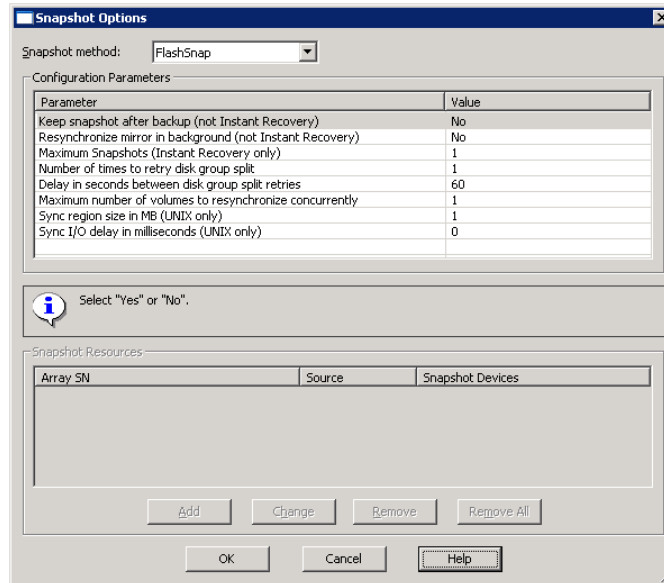 Snapshot Options
Snapshot method: FlashSnap
Configuration Parameters
Parameter Value
Keep snapshot after backup (not Instant Recovery) No
Resynchronize mirror in background (not Instant Recovery) No
Maximum Snapshots (Instant Recovery only) 1
Number of times to retry disk group split 1
Delay in seconds between disk group split retries 60
Maximum number of volumes to resynchronize concurrently 1
Sync region size in MB (UNIX only) 1
Sync I/O delay in milliseconds (UNIX only) 0
Select "Yes" or "No".
Snapshot Resources
Array SN Source Snapshot Devices
Add Change Remove Remove All
OK Cancel Help